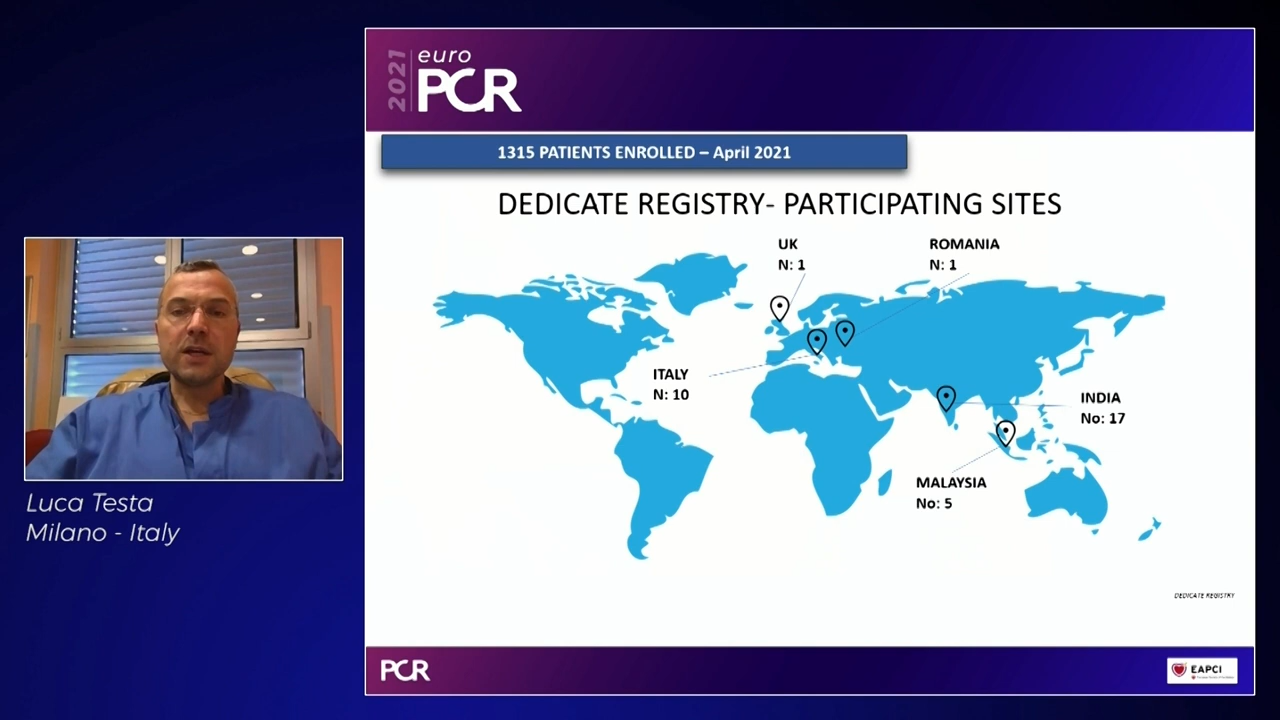 2021
euro
PCR
1315 PATIENTS ENROLLED – April 2021
DEDICATE REGISTRY- PARTICIPATING SITES
UK
N: 1
ROMANIA
N: 1
ITALY
N: 10
INDIA
No: 17
MALAYSIA
No: 5
Luca Testa
Milano - Italy
DEDICATE REGISTRY
PCR
EAPCI